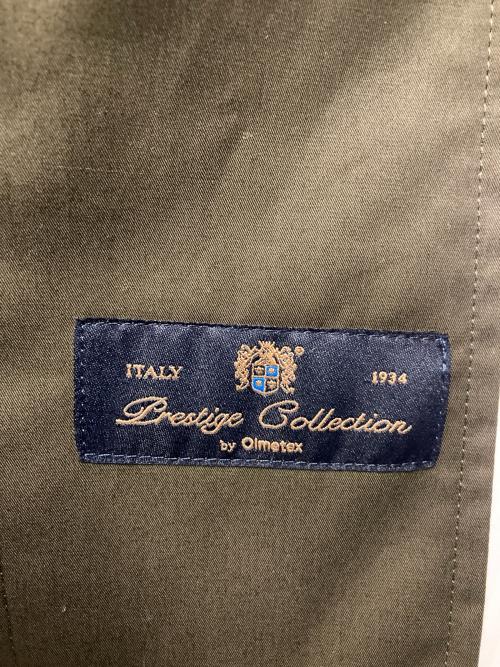 ITALY 1934
Prestige Collection
by Olmetex